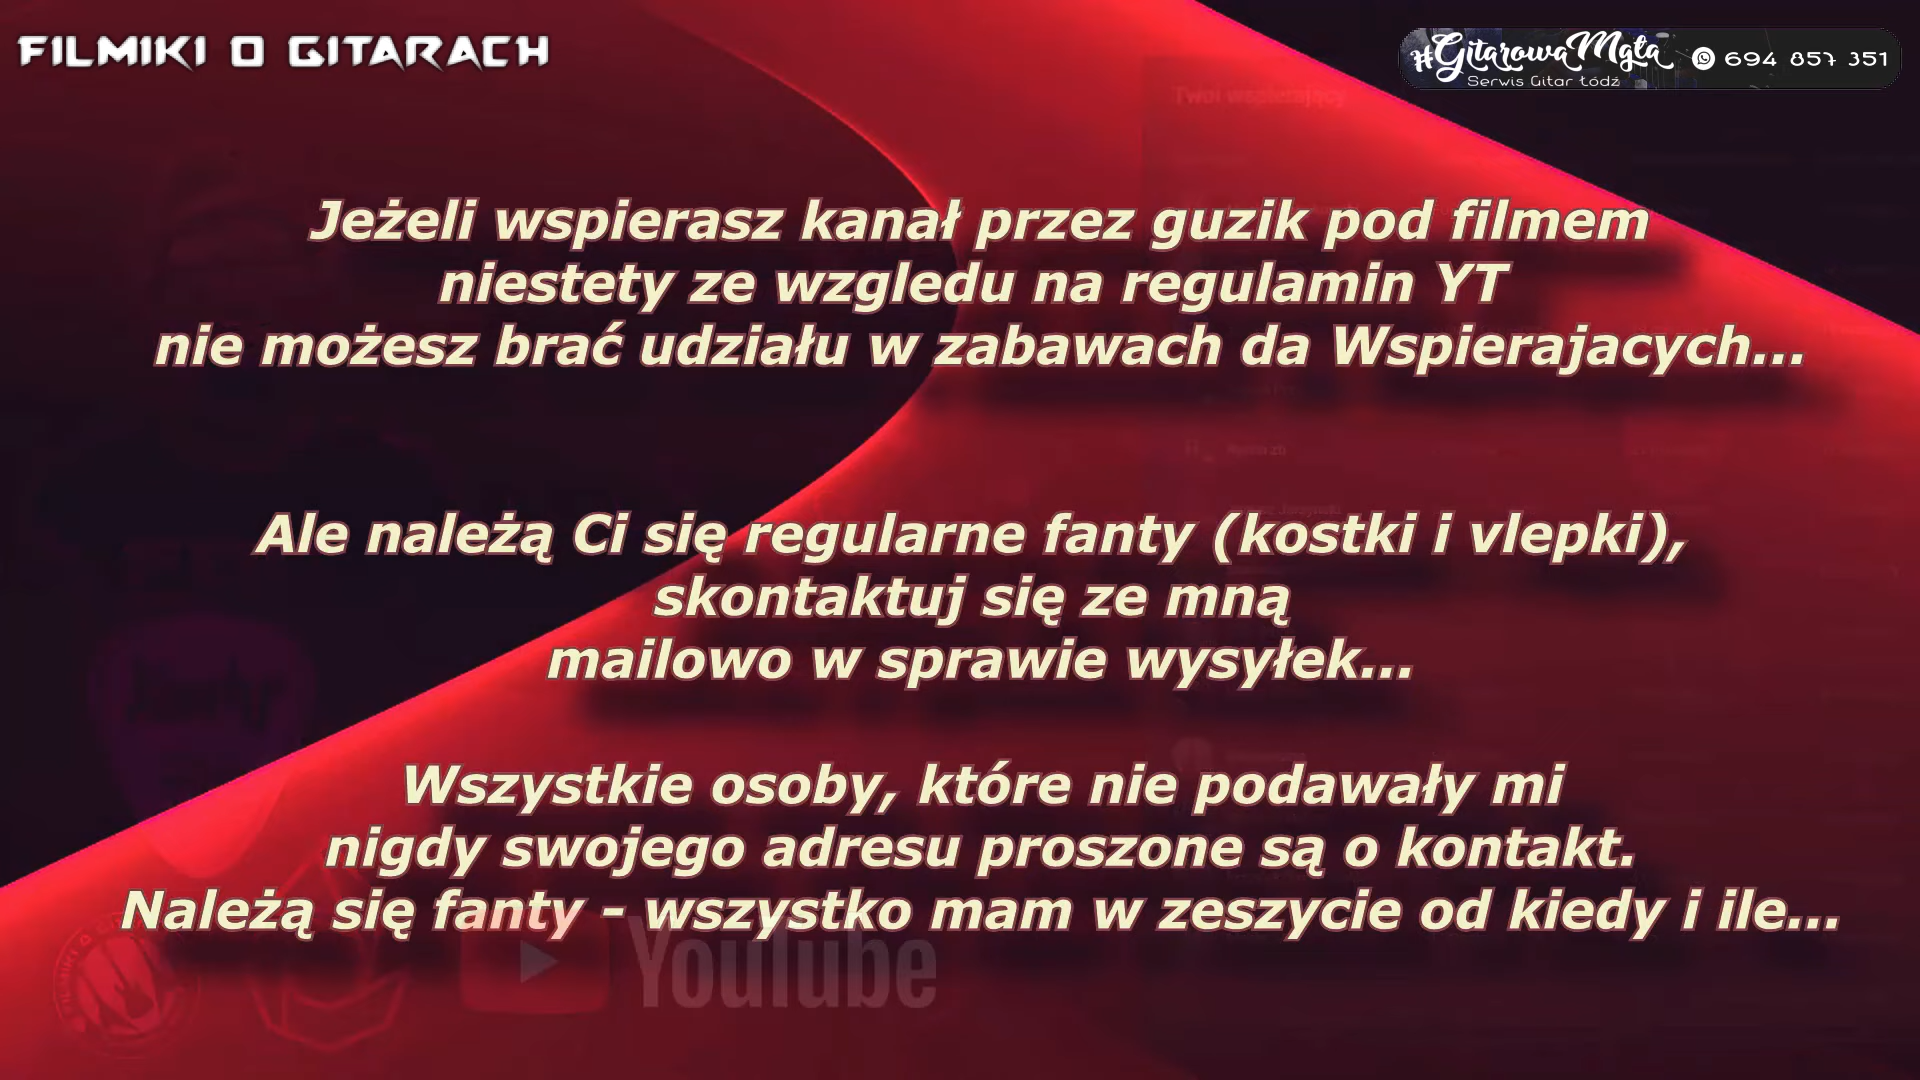 FILMIKI O GITARACH
#GitarowaMgła
694 857 351
Serwis Gitar Łódź
Twoi wspierający
Jeżeli wspierasz kanał przez guzik pod filmem
niestety ze wzgledu na regulamin YT
nie możesz brać udziału w zabawach da Wspierajacych...
Ale należą Ci się regularne fanty (kostki i vlepki),
skontaktuj się ze mną
mailowo w sprawie wysyłek...
Wszystkie osoby, które nie podawały mi
nigdy swojego adresu proszone są o kontakt.
Należą się fanty - wszystko mam w zeszycie od kiedy i ile...
YouTube